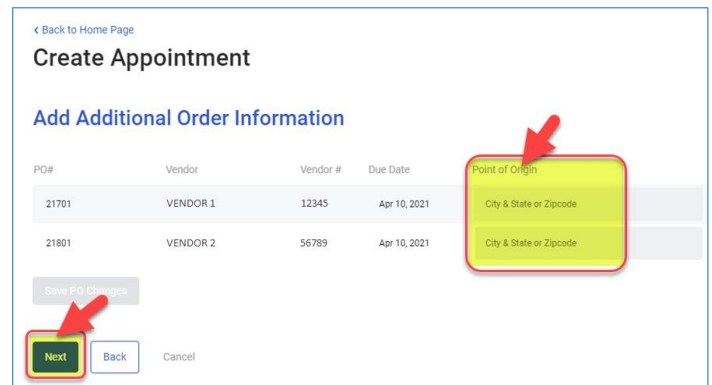 ‹ Back to Home Page
Create Appointment
Add Additional Order Information
PO# Vendor Vendor # Due Date Point of Origin
21701 VENDOR 1 12345 Apr 10, 2021 City & State or Zipcode
21801 VENDOR 2 56789 Apr 10, 2021 City & State or Zipcode
Save PO Changes
Next Back Cancel